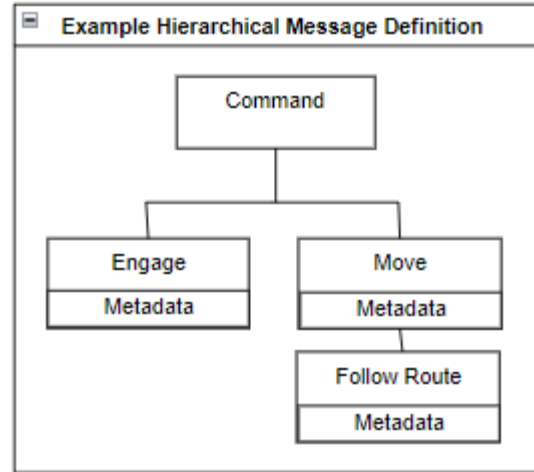 Example Hierarchical Message Definition
Command
Engage
Metadata
Move
Metadata
Follow Route
Metadata